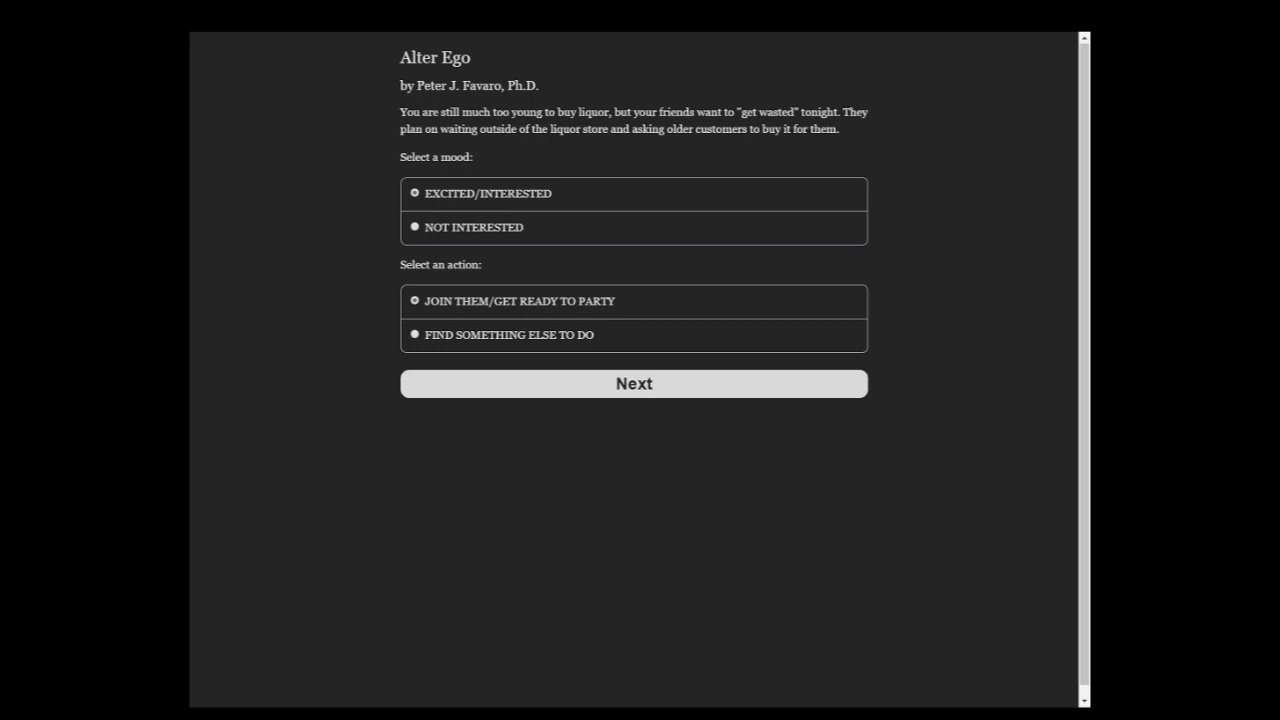 Alter Ego
by Peter J. Favaro, Ph.D.
You are still much too young to buy liquor, but your friends want to "get wasted" tonight. They
plan on waiting outside of the liquor store and asking older customers to buy it for them.
Select a mood:
EXCITED/INTERESTED
NOT INTERESTED
Select an action:
JOIN THEM/GET READY TO PARTY
FIND SOMETHING ELSE TO DO
Next